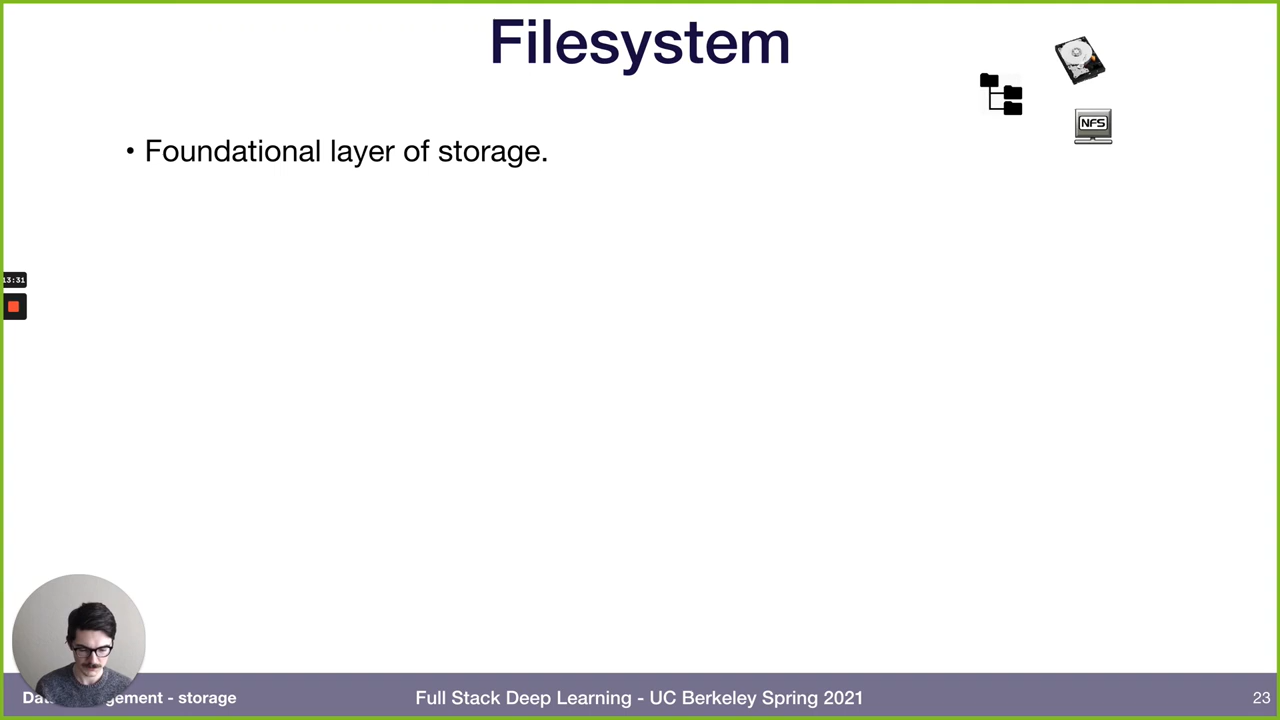 Filesystem
NFS
• Foundational layer of storage.
13:31
Data Management - storage
Full Stack Deep Learning - UC Berkeley Spring 2021
23